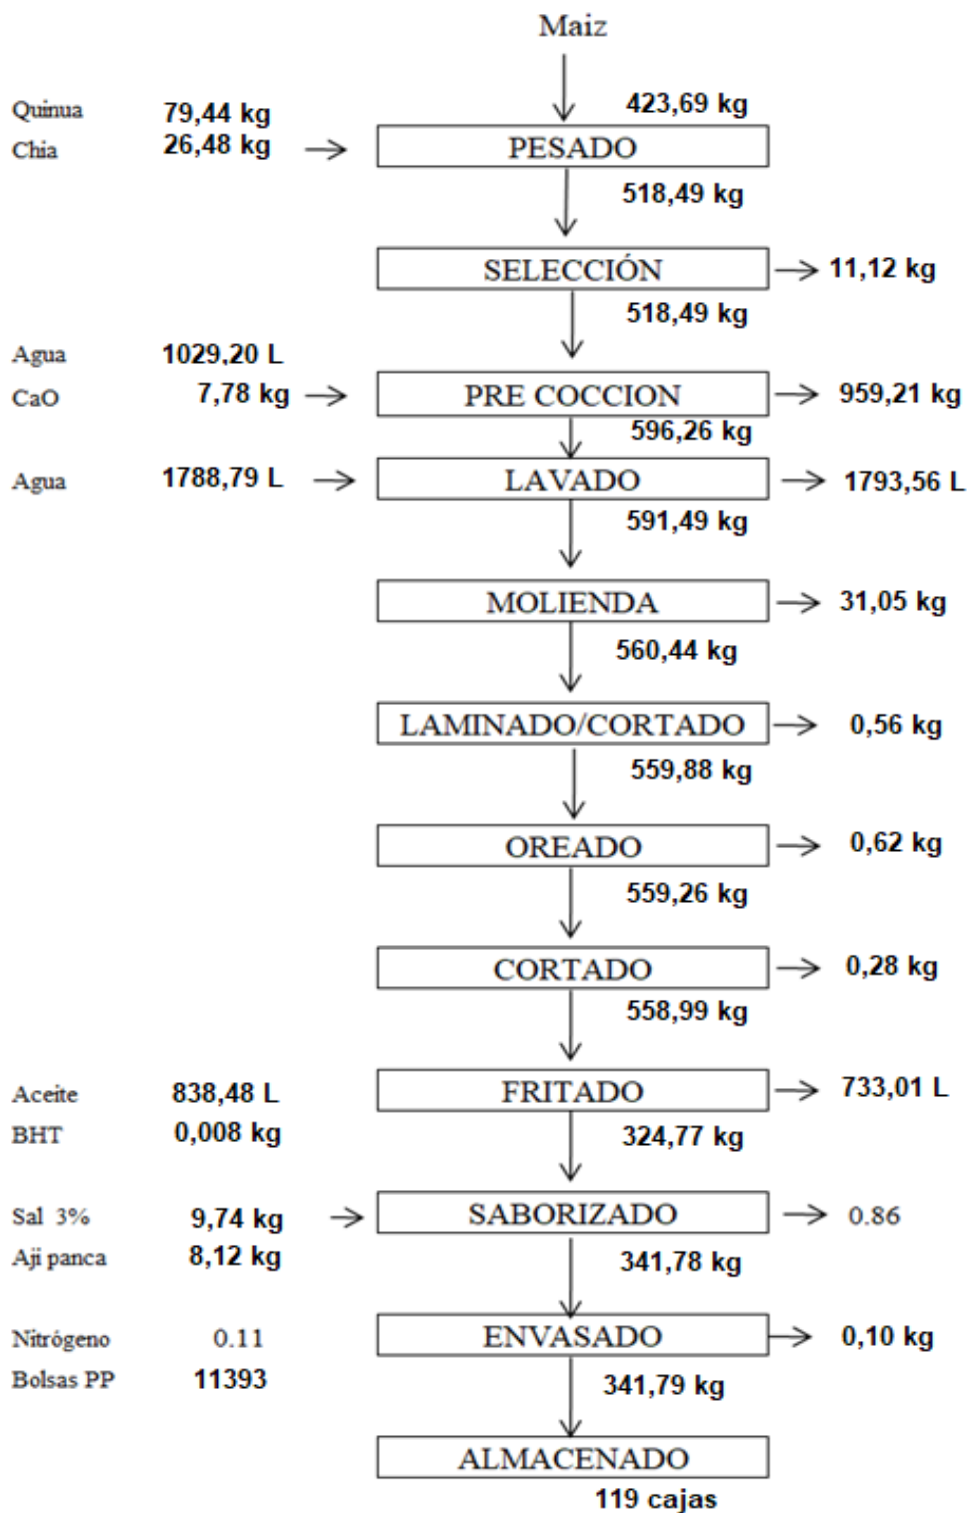 Maiz
Quinua 79,44 kg 423,69 kg
Chia 26,48 kg PESADO
518,49 kg
SELECCIÓN 11,12 kg
518,49 kg
Agua 1029,20 L
CaO 7,78 kg PRE COCCION 959,21 kg
596,26 kg
Agua 1788,79 L LAVADO 1793,56 L
591,49 kg
MOLIENDA 31,05 kg
560,44 kg
LAMINADO/CORTADO 0,56 kg
559,88 kg
OREADO 0,62 kg
559,26 kg
CORTADO 0,28 kg
558,99 kg
Aceite 838,48 L FRITADO 733,01 L
BHT 0,008 kg 324,77 kg
Sal 3% 9,74 kg SABORIZADO 0.86
Aji panca 8,12 kg 341,78 kg
Nitrógeno 0.11 ENVASADO 0,10 kg
Bolsas PP 11393 341,79 kg
ALMACENADO
119 cajas